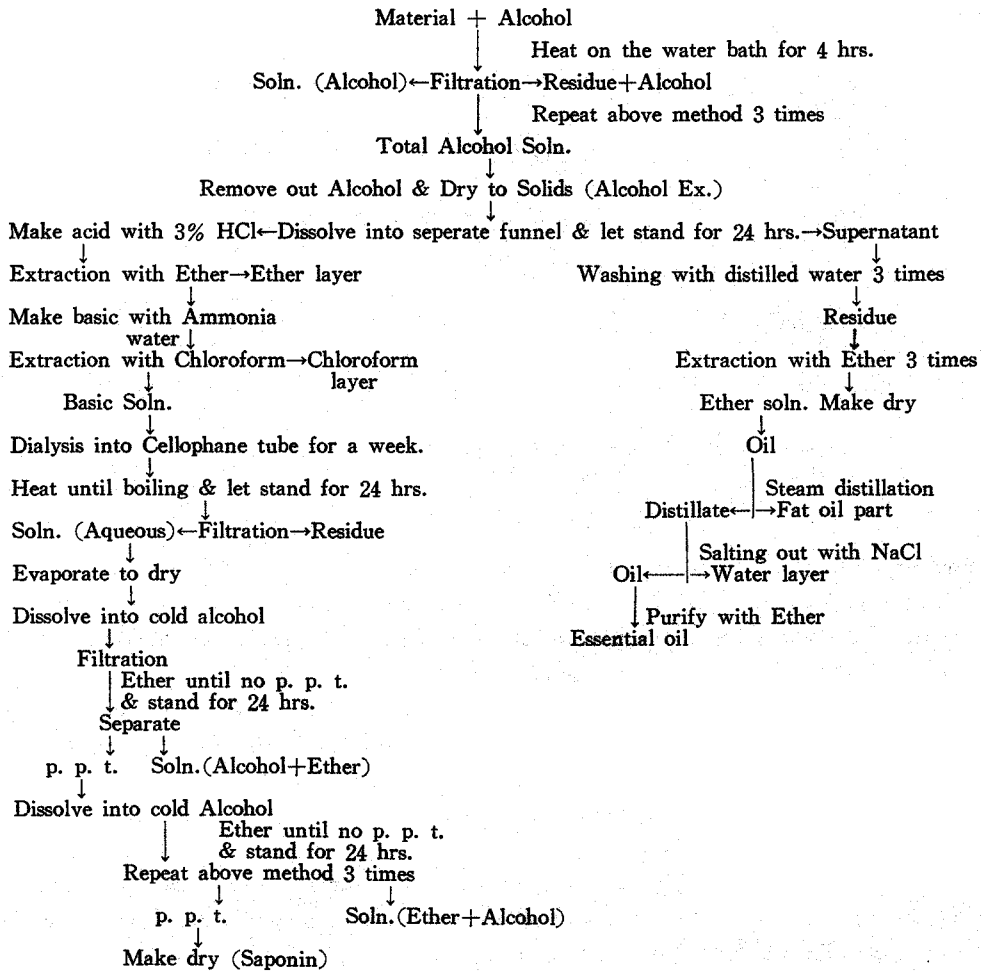 Material + Alcohol
Heat on the water bath for 4 hrs.
Soln. (Alcohol)←Filtration→Residue+Alcohol
Repeat above method 3 times
Total Alcohol Soln.
Remove out Alcohol & Dry to Solids (Alcohol Ex.)
Make acid with 3% HCl←Dissolve into seperate funnel & let stand for 24 hrs.→Supernatant
Extraction with Ether→Ether layer
Make basic with Ammonia
water
Extraction with Chloroform→Chloroform
layer
Basic Soln.
Dialysis into Cellophane tube for a week.
Heat until boiling & let stand for 24 hrs.
Soln. (Aqueous)←Filtration→Residue
Evaporate to dry
Dissolve into cold alcohol
Filtration
Ether until no p. p. t.
& stand for 24 hrs.
Separate
p. p. t. Soln.(Alcohol+Ether)
Dissolve into cold Alcohol
Ether until no p. p. t.
& stand for 24 hrs.
Repeat above method 3 times
p. p. t. Soln.(Ether+Alcohol)
Make dry (Saponin)
Washing with distilled water 3 times
Residue
Extraction with Ether 3 times
Ether soln. Make dry
Oil
Steam distillation
Distillate←→Fat oil part
Salting out with NaCl
Oil←→Water layer
Purify with Ether
Essential oil